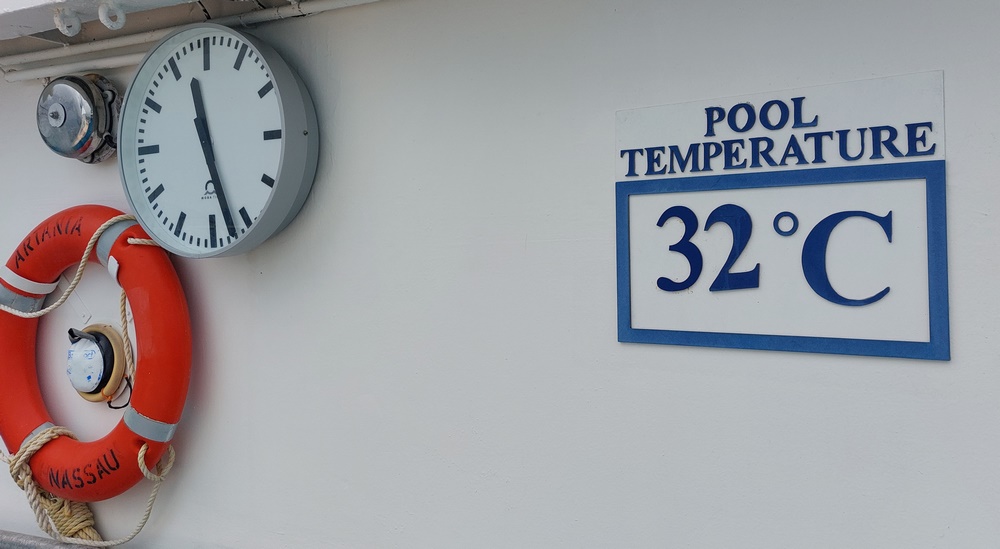 POOL
TEMPERATURE
32 °C
ARTANIA
NASSAU